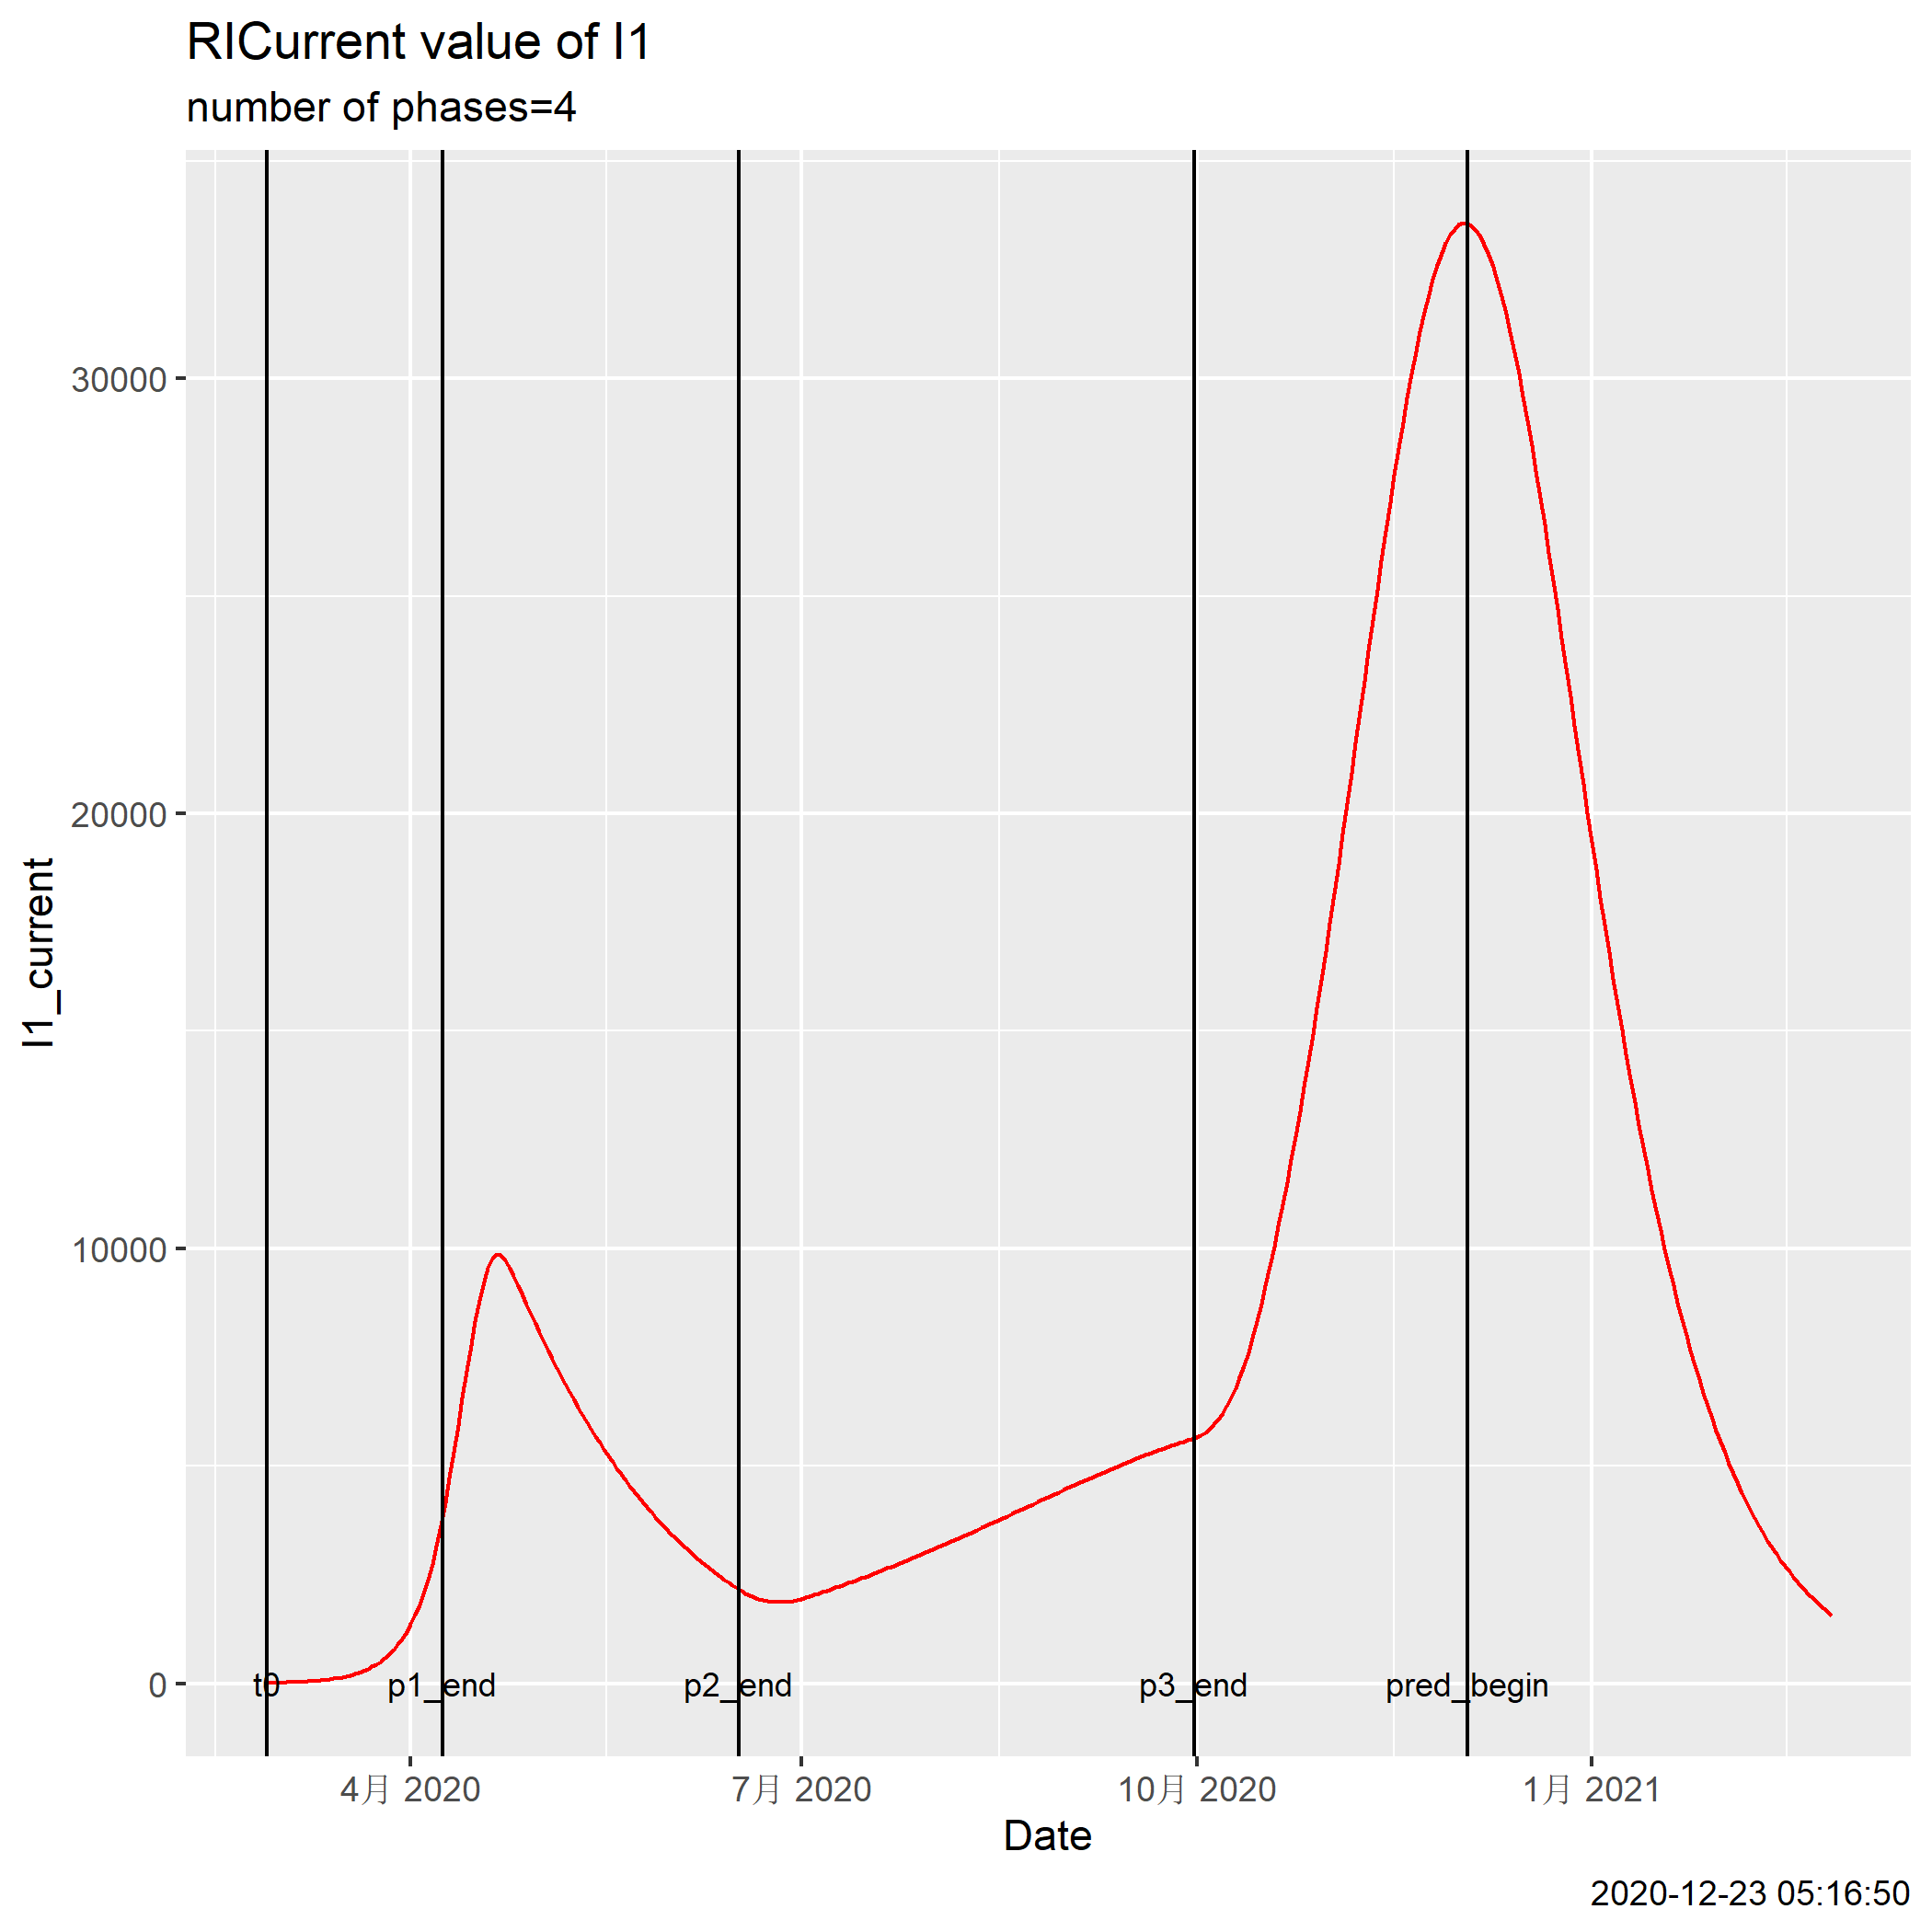 RICurrent value of I1
number of phases=4
30000
20000
10000
0
I1_current
t0
p1_end
p2_end
p3_end
pred_begin
4月 2020
7月 2020
10月 2020
1月 2021
Date
2020-12-23 05:16:50